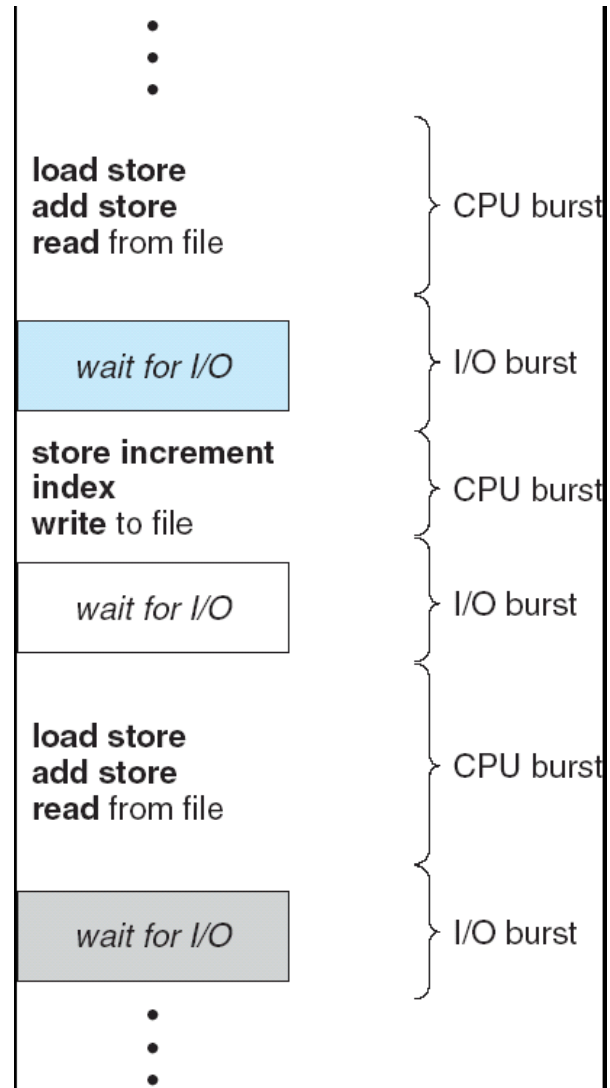 load store
add store
read from file
CPU burst
wait for I/O
I/O burst
store increment
index
write to file
CPU burst
wait for I/O
I/O burst
load store
add store
read from file
CPU burst
wait for I/O
I/O burst